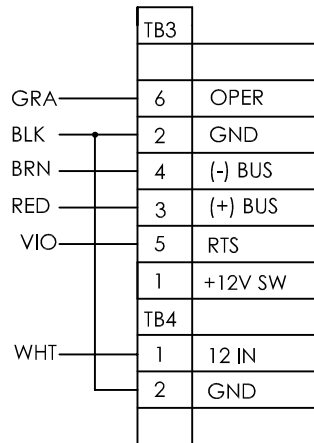 TB3
GRA 6 OPER
BLK 2 GND
BRN 4 (-) BUS
RED 3 (+) BUS
VIO 5 RTS
1 +12V SW
TB4
WHT 1 12 IN
2 GND